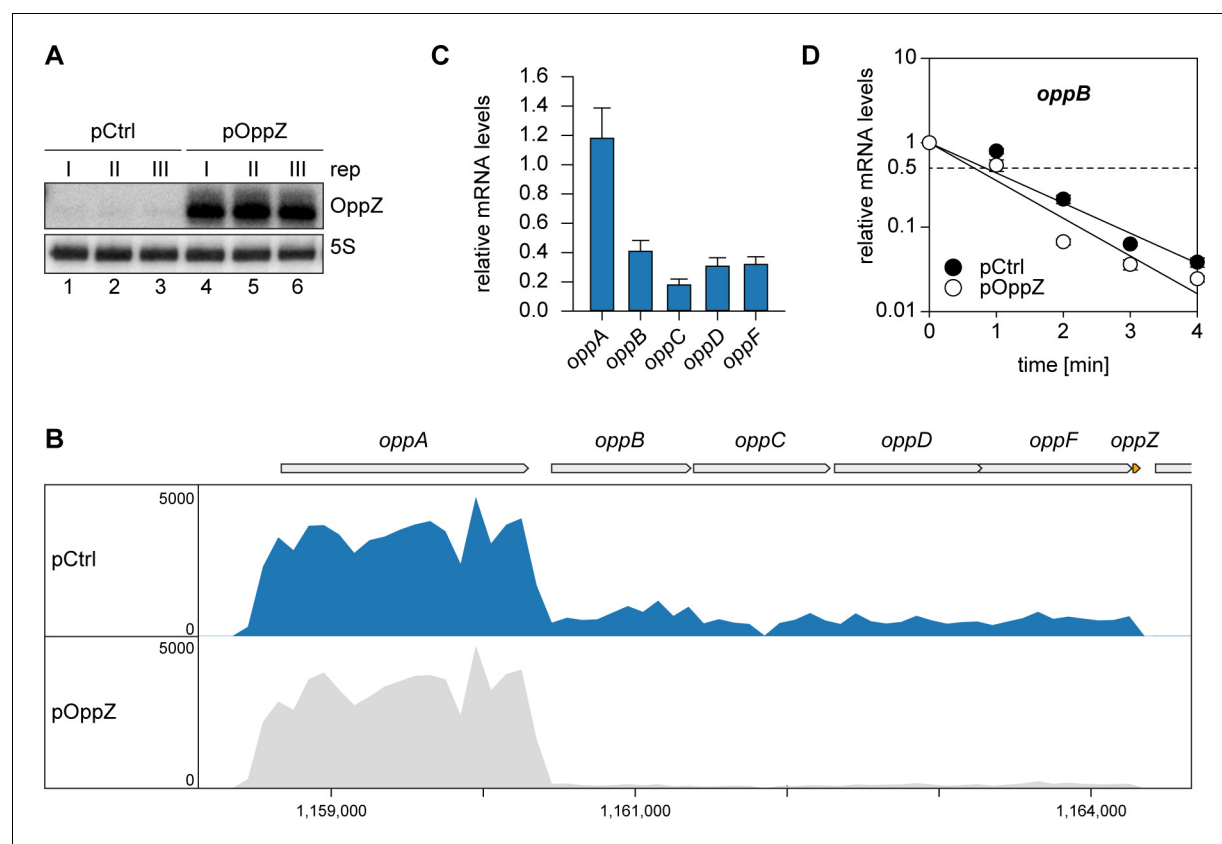 A
pCtrl pOppZ
I II III I II III rep
OppZ
5S
1 2 3 4 5 6
C
relative mRNA levels
1.6
1.4
1.2
1.0
0.8
0.6
0.4
0.2
0.0
oppA oppB oppC oppD oppF
D
relative mRNA levels
10
1
0.5
0.1
0.01
oppB
pCtrl
pOppZ
0 1 2 3 4
time [min]
B
oppA oppB oppC oppD oppF oppZ
5000
pCtrl
0
5000
pOppZ
0
1,159,000 1,161,000 1,164,000